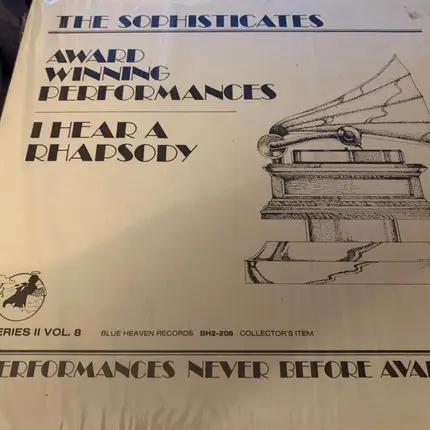 THE SOPHISTICATES
AWARD
WINNING
PERFORMANCES
I HEAR A
RHAPSODY
ERIES II VOL. 8 BLUE HEAVEN RECORDS BH2-208 COLLECTOR'S ITEM
ERFORMANCES NEVER BEFORE AVAI